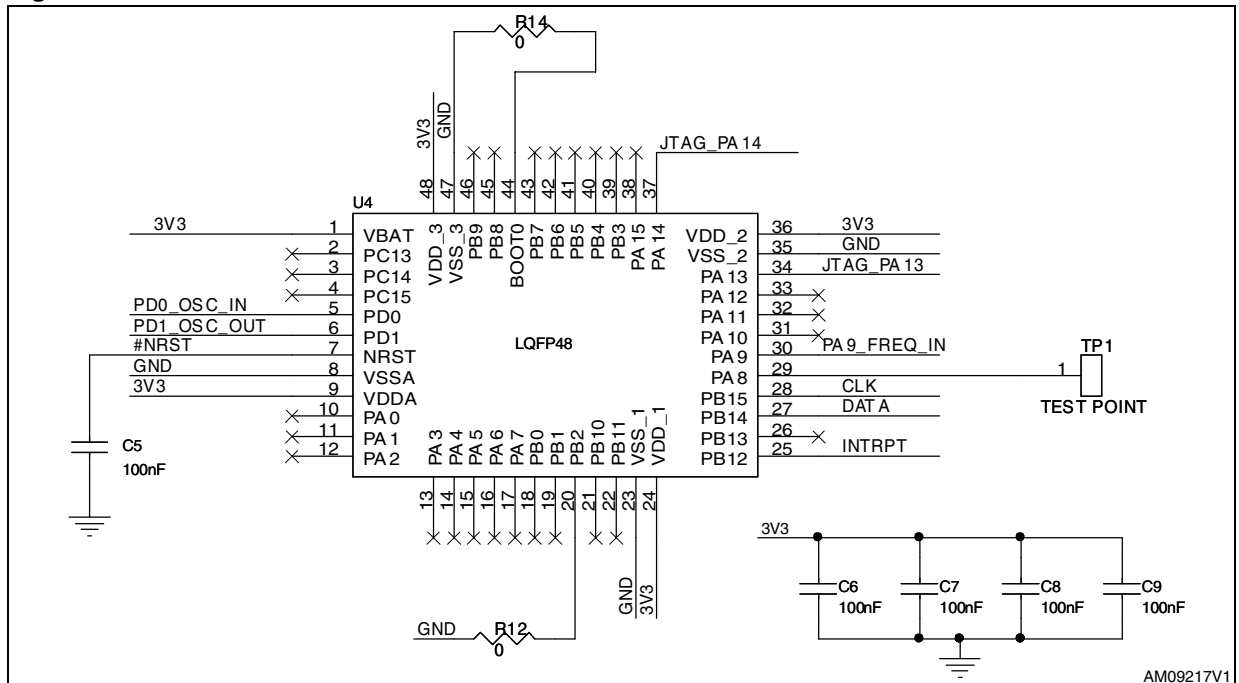 R14
0
3V3
GND
JTAG_PA14
48
47
46
45
44
43
42
41
40
39
38
37
U4
VDD_3
VSS_3
PB9
PB8
BOOT0
PB7
PB6
PB5
PB4
PB3
PA15
PA14
3V3 1 VBAT
2 PC13
3 PC14
4 PC15
PD0_OSC_IN 5 PD0
PD1_OSC_OUT 6 PD1
#NRST 7 NRST
GND 8 VSSA
3V3 9 VDDA
10 PA0
11 PA1
12 PA2
LQFP48
VDD_2 36 3V3
VSS_2 35 GND
PA13 34 JTAG_PA13
PA12 33
PA11 32
PA10 31
PA9 30 PA9_FREQ_IN
PA8 29
PB15 28 CLK
PB14 27 DATA
PB13 26
PB12 25 INTRPT
1
TP1
TEST POINT
C5
100nF
PA3
PA4
PA5
PA6
PA7
PB0
PB1
PB2
PB10
PB11
VSS_1
VDD_1
13
14
15
16
17
18
19
20
21
22
23
24
GND
3V3
GND
R12
0
3V3
C6
100nF
C7
100nF
C8
100nF
C9
100nF
AM09217V1